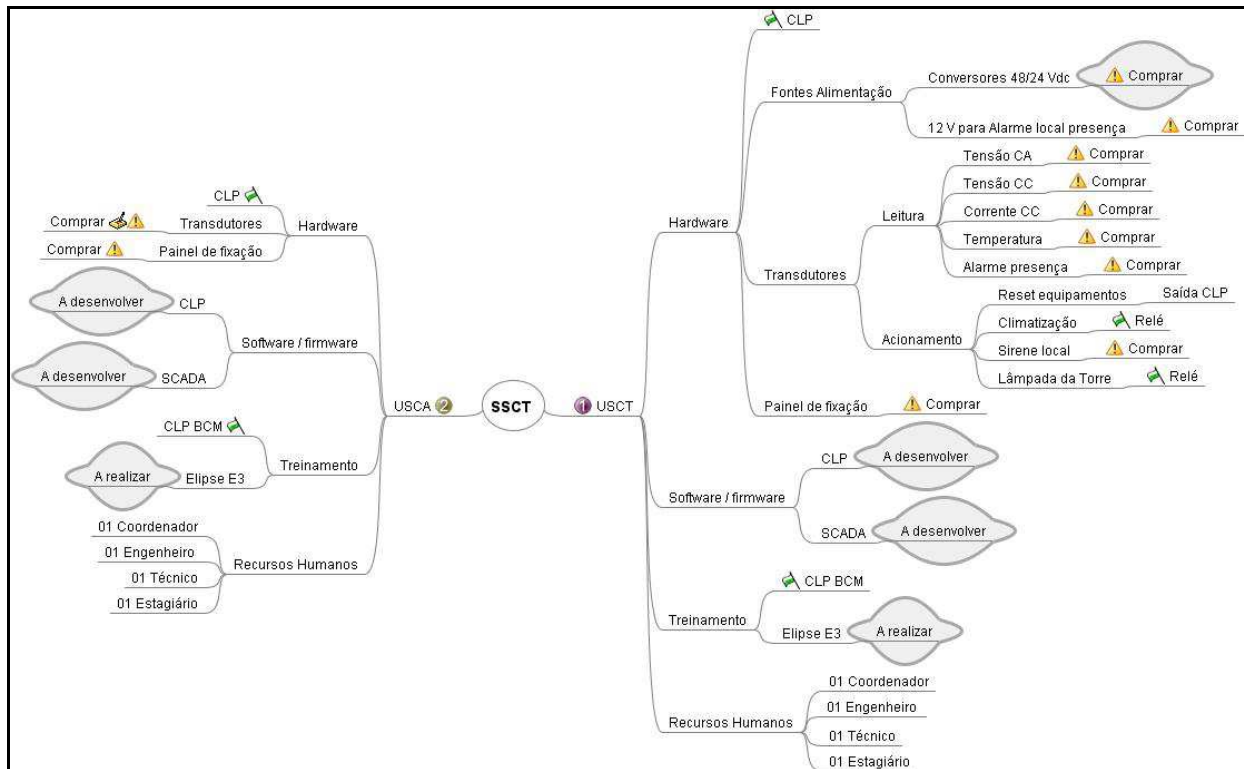 SSCT
2 USCA
Hardware
CLP
Transdutores
Comprar
Painel de fixação
Comprar
Software / firmware
CLP
A desenvolver
SCADA
A desenvolver
Treinamento
CLP BCM
Elipse E3
A realizar
Recursos Humanos
01 Coordenador
01 Engenheiro
01 Técnico
01 Estagiário
1 USCT
Hardware
CLP
Fontes Alimentação
Conversores 48/24 Vdc
Comprar
12 V para Alarme local presença
Comprar
Transdutores
Leitura
Tensão CA
Comprar
Tensão CC
Comprar
Corrente CC
Comprar
Temperatura
Comprar
Alarme presença
Comprar
Acionamento
Reset equipamentos
Saída CLP
Climatização
Relé
Sirene local
Comprar
Lâmpada da Torre
Relé
Painel de fixação
Comprar
Software / firmware
CLP
A desenvolver
SCADA
A desenvolver
Treinamento
CLP BCM
Elipse E3
A realizar
Recursos Humanos
01 Coordenador
01 Engenheiro
01 Técnico
01 Estagiário